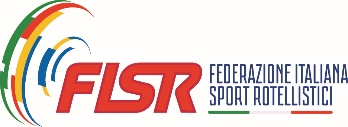 FISR
FEDERAZIONE ITALIANA
SPORT ROTELLISTICI